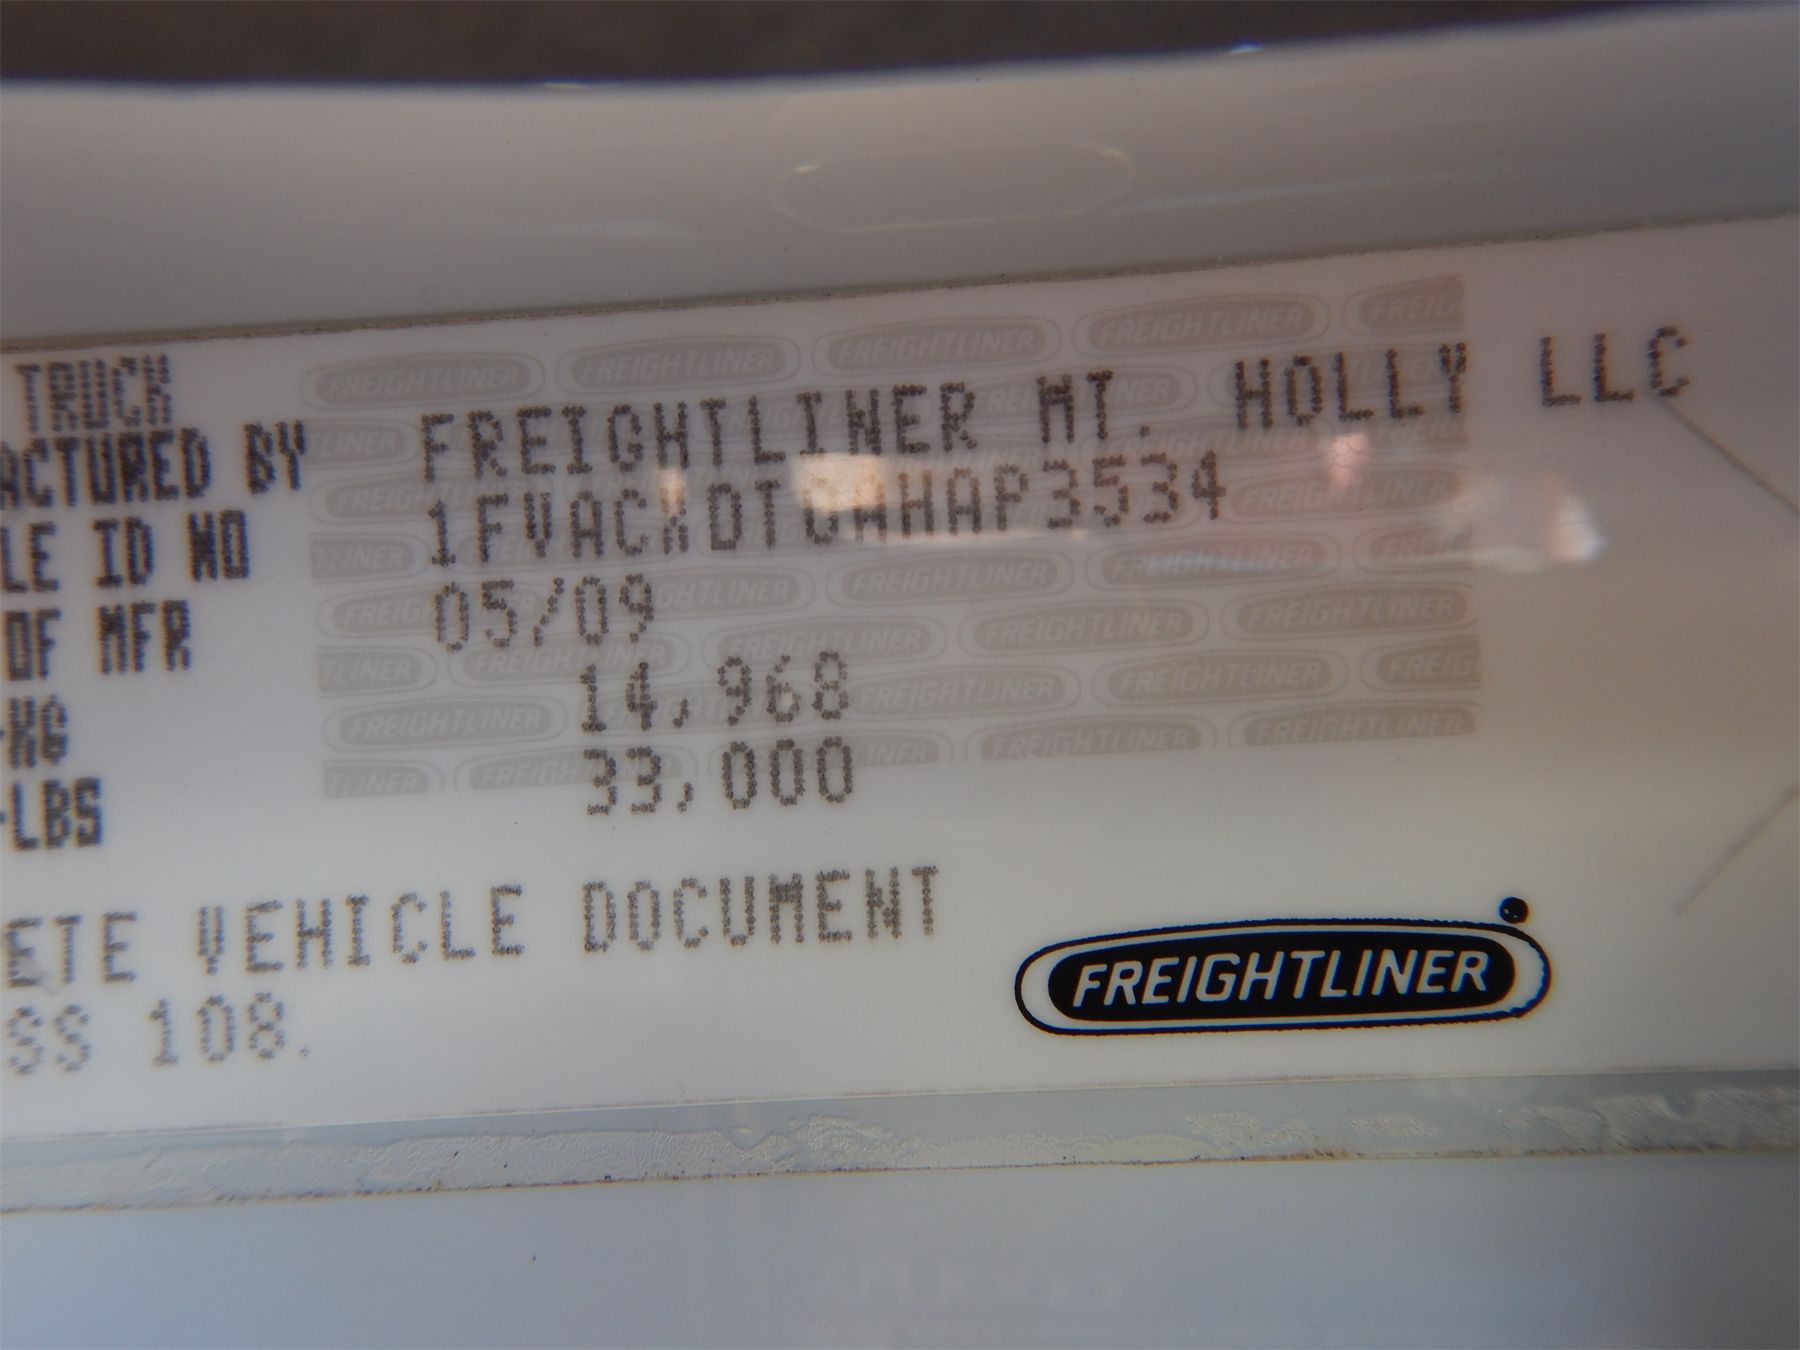 TRUCK
ACTURED BY FREIGHTLINER MT. HOLLY LLC
LE ID NO 1FVACXDT0AHAP3534
OF MFR 05/09
-KG 14,968
-LBS 33,000
ETE VEHICLE DOCUMENT
SS 108.
FREIGHTLINER